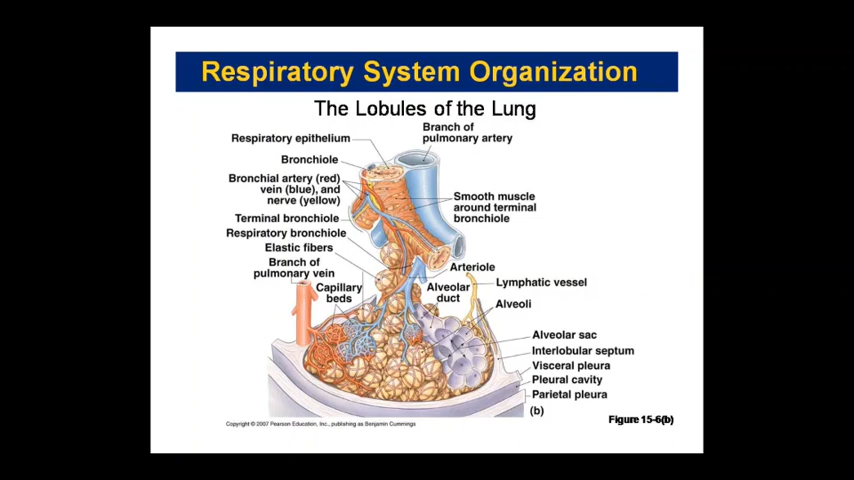 Respiratory System Organization
The Lobules of the Lung
Branch of
pulmonary artery
Respiratory epithelium
Bronchiole
Bronchial artery (red)
vein (blue), and
nerve (yellow)
Smooth muscle
around terminal
bronchiole
Terminal bronchiole
Respiratory bronchiole
Elastic fibers
Branch of
pulmonary vein
Arteriole
Capillary
beds
Alveolar
duct
Lymphatic vessel
Alveoli
Alveolar sac
Interlobular septum
Visceral pleura
Pleural cavity
Parietal pleura
(b)
Figure 15-6(b)
Copyright © 2007 Pearson Education, Inc., publishing as Benjamin Cummings